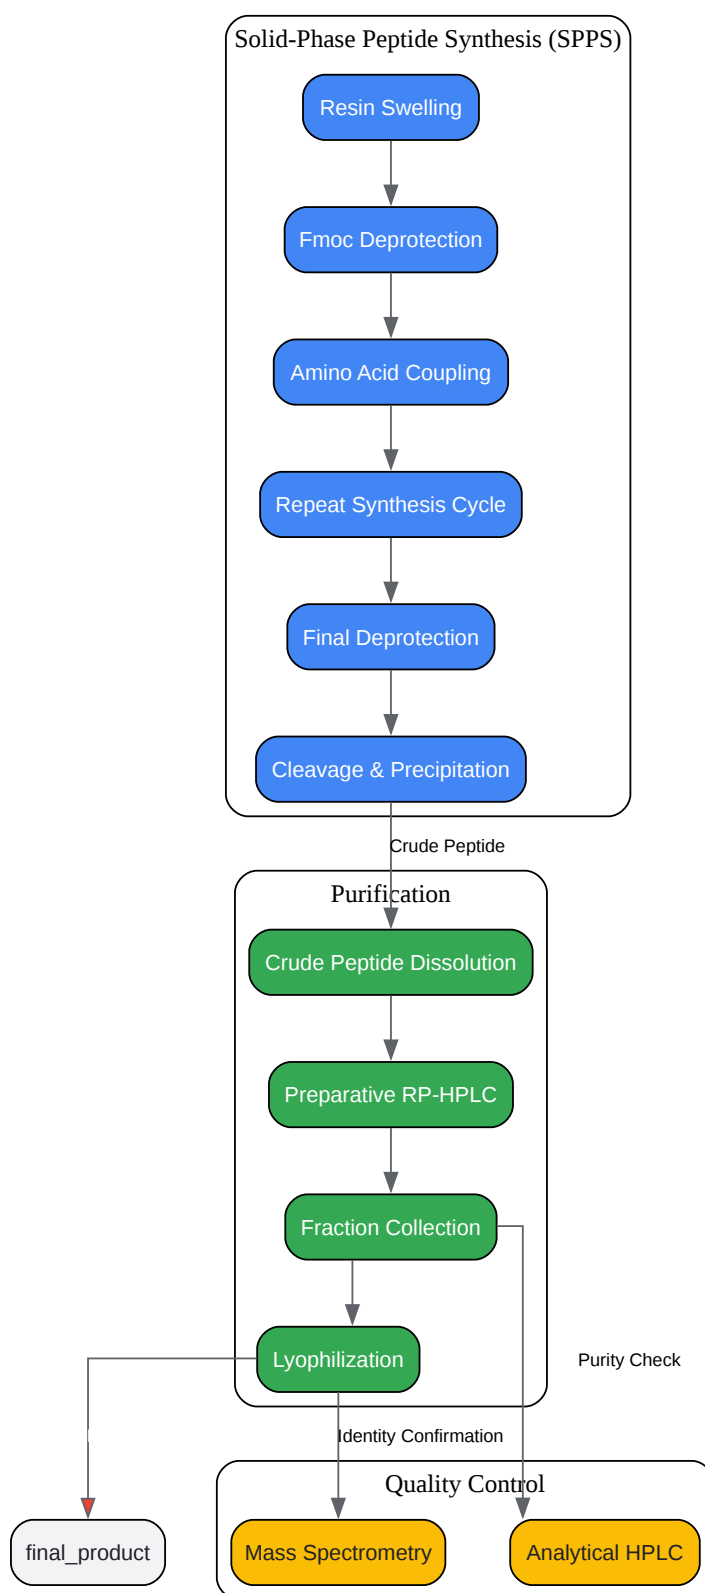 Solid-Phase Peptide Synthesis (SPPS)
Resin Swelling
Fmoc Deprotection
Amino Acid Coupling
Repeat Synthesis Cycle
Final Deprotection
Cleavage & Precipitation
Crude Peptide
Purification
Crude Peptide Dissolution
Preparative RP-HPLC
Fraction Collection
Lyophilization
Purity Check
Identity Confirmation
Quality Control
final_product
Mass Spectrometry
Analytical HPLC